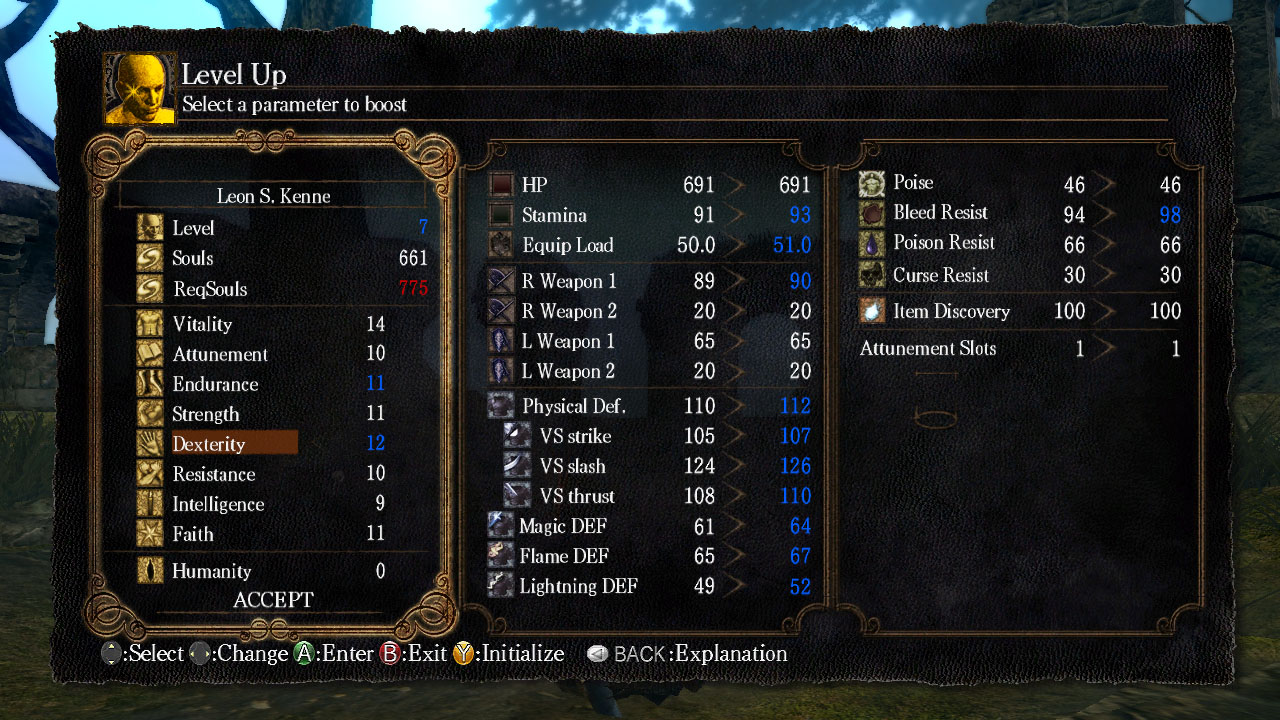 Level Up
Select a parameter to boost
Leon S. Kenne
Level 7
Souls 661
ReqSouls 775
Vitality 14
Attunement 10
Endurance 11
Strength 11
Dexterity 12
Resistance 10
Intelligence 9
Faith 11
Humanity 0
ACCEPT
HP 691 691
Stamina 91 93
Equip Load 50.0 51.0
R Weapon 1 89 90
R Weapon 2 20 20
L Weapon 1 65 65
L Weapon 2 20 20
Physical Def. 110 112
VS strike 105 107
VS slash 124 126
VS thrust 108 110
Magic DEF 61 64
Flame DEF 65 67
Lightning DEF 49 52
Poise 46 46
Bleed Resist 94 98
Poison Resist 66 66
Curse Resist 30 30
Item Discovery 100 100
Attunement Slots 1 1
:Select :Change A:Enter B:Exit Y:Initialize BACK:Explanation